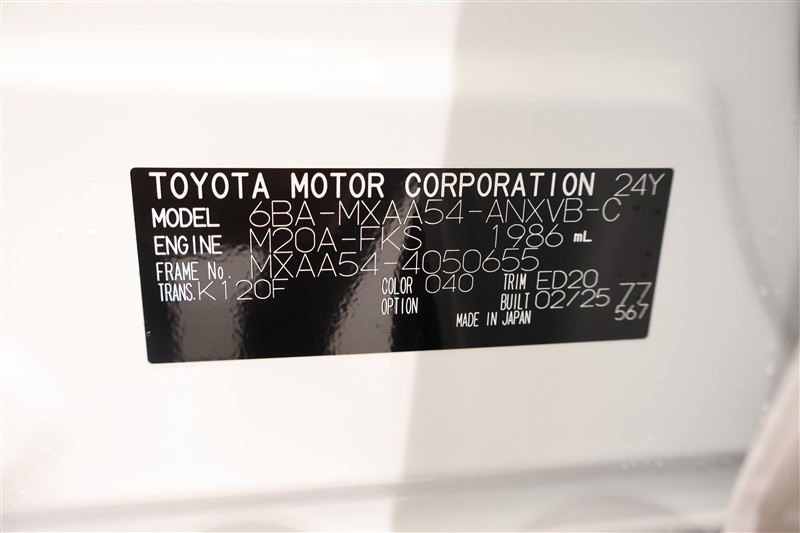 TOYOTA MOTOR CORPORATION 24Y
MODEL 6BA-MXAA54-ANXVB-C
ENGINE M20A-FKS 1986 mL
FRAME No. MXAA54-4050655
TRANS. K120F COLOR 040 TRIM ED20 77
OPTION BUILT 02/25 567
MADE IN JAPAN